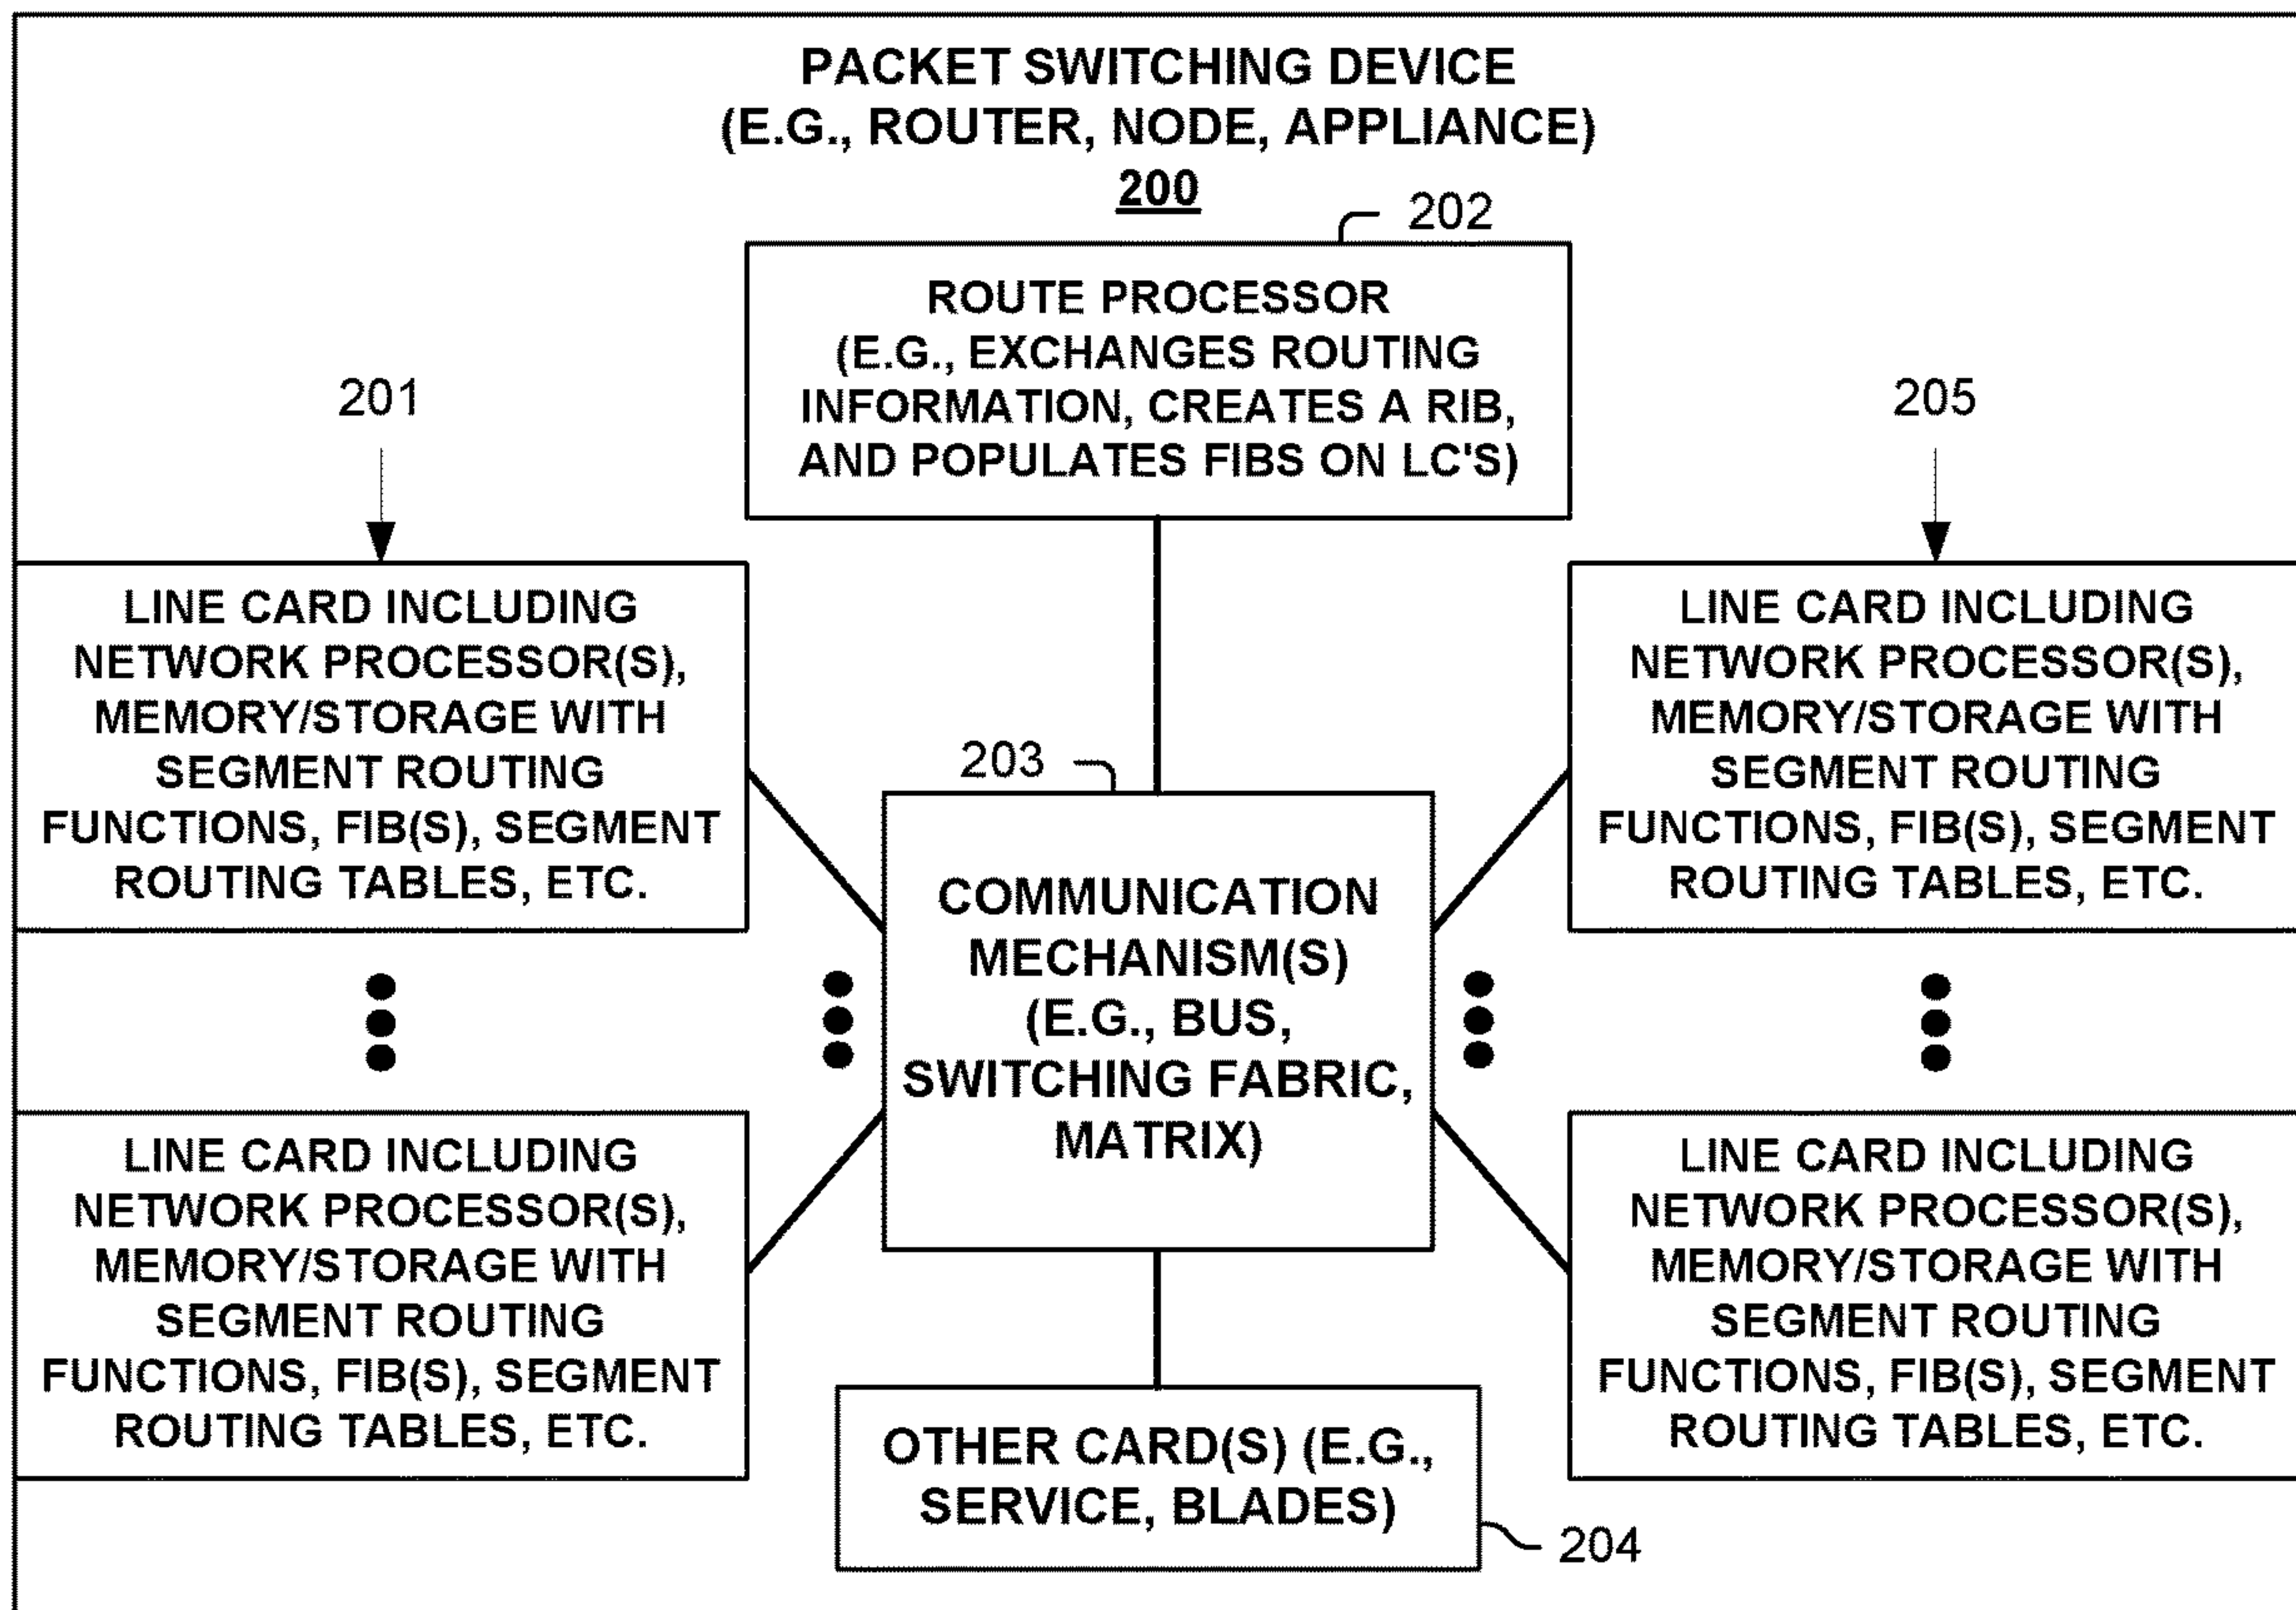 PACKET SWITCHING DEVICE
(E.G., ROUTER, NODE, APPLIANCE)
200
202
ROUTE PROCESSOR
(E.G., EXCHANGES ROUTING
INFORMATION, CREATES A RIB,
AND POPULATES FIBS ON LC'S)
201
LINE CARD INCLUDING
NETWORK PROCESSOR(S),
MEMORY/STORAGE WITH
SEGMENT ROUTING
FUNCTIONS, FIB(S), SEGMENT
ROUTING TABLES, ETC.
205
LINE CARD INCLUDING
NETWORK PROCESSOR(S),
MEMORY/STORAGE WITH
SEGMENT ROUTING
FUNCTIONS, FIB(S), SEGMENT
ROUTING TABLES, ETC.
203
COMMUNICATION
MECHANISM(S)
(E.G., BUS,
SWITCHING FABRIC,
MATRIX)
LINE CARD INCLUDING
NETWORK PROCESSOR(S),
MEMORY/STORAGE WITH
SEGMENT ROUTING
FUNCTIONS, FIB(S), SEGMENT
ROUTING TABLES, ETC.
LINE CARD INCLUDING
NETWORK PROCESSOR(S),
MEMORY/STORAGE WITH
SEGMENT ROUTING
FUNCTIONS, FIB(S), SEGMENT
ROUTING TABLES, ETC.
OTHER CARD(S) (E.G.,
SERVICE, BLADES)
204